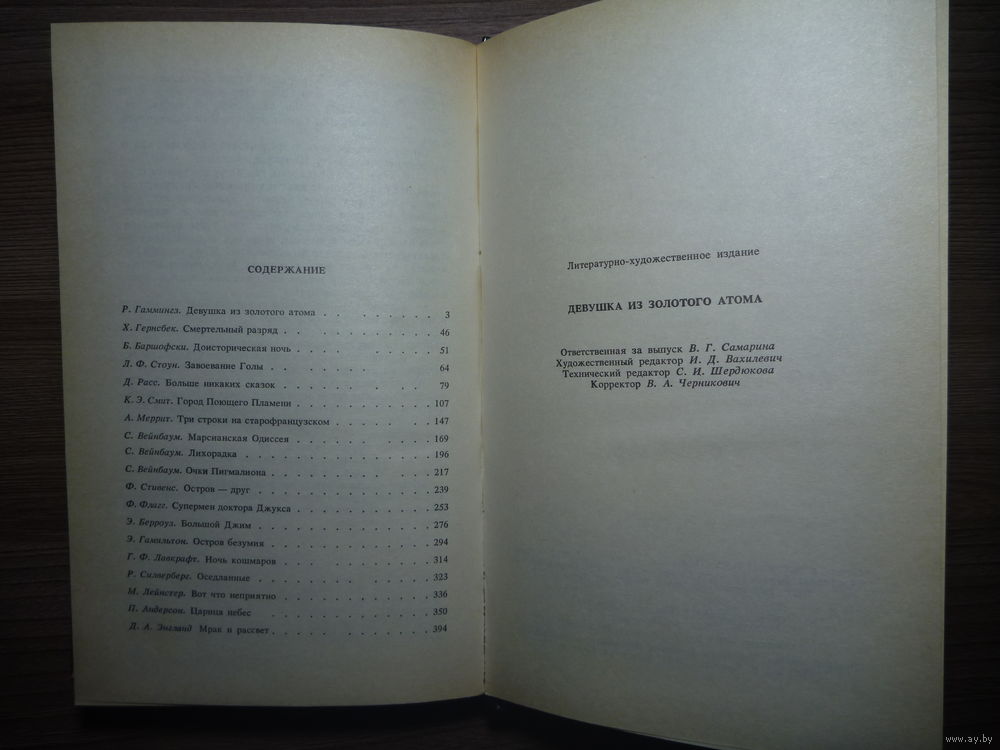 СОДЕРЖАНИЕ
Р. Гаммингз. Девушка из золотого атома . . . . . . . . 3
Х. Гернсбек. Смертельный разряд . . . . . . . . . 46
Б. Баршофски. Доисторическая ночь . . . . . . . . 51
Л. Ф. Стоун. Завоевание Голы . . . . . . . . . . 64
Д. Расс. Больше никаких сказок . . . . . . . . . 79
К. Э. Смит. Город Поющего Пламени . . . . . . . . 107
А. Меррит. Три строки на старофранцузском . . . . . . 147
С. Вейнбаум. Марсианская Одиссея . . . . . . . . 169
С. Вейнбаум. Лихорадка . . . . . . . . . . . 196
С. Вейнбаум. Очки Пигмалиона . . . . . . . . . 217
Ф. Стивенс. Остров — друг . . . . . . . . . . 239
Ф. Флагг. Супермен доктора Джукса . . . . . . . . 253
Э. Берроуз. Большой Джим . . . . . . . . . . 276
Э. Гамильтон. Остров безумия . . . . . . . . . 294
Г. Ф. Лавкрафт. Ночь кошмаров . . . . . . . . . 314
Р. Силверберг. Оседланные . . . . . . . . . . 323
М. Лейнстер. Вот что неприятно . . . . . . . . . 336
П. Андерсон. Царица небес . . . . . . . . . . 350
Д. А. Энгланд Мрак и рассвет . . . . . . . . . 394
Литературно-художественное издание
ДЕВУШКА ИЗ ЗОЛОТОГО АТОМА
Ответственная за выпуск В. Г. Самарина
Художественный редактор И. Д. Вахилевич
Технический редактор С. И. Шердюкова
Корректор В. А. Черникович
www.ay.by